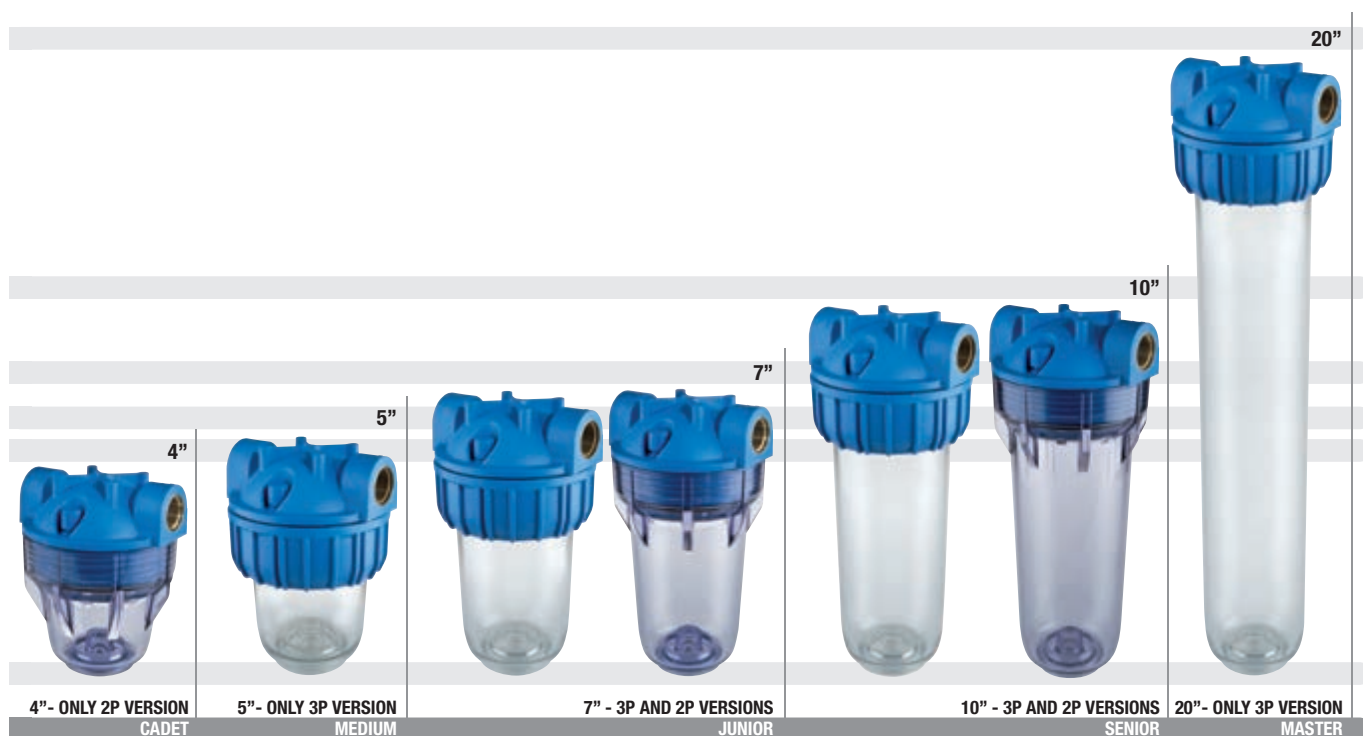 20”
10”
7”
5”
4”
4”- ONLY 2P VERSION
5”- ONLY 3P VERSION
7” - 3P AND 2P VERSIONS
10” - 3P AND 2P VERSIONS
20”- ONLY 3P VERSION
CADET
MEDIUM
JUNIOR
SENIOR
MASTER